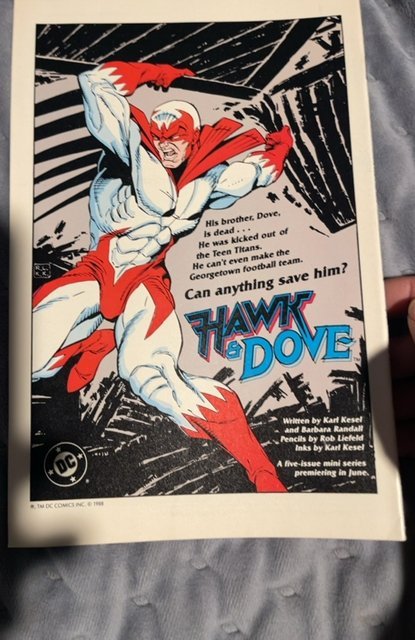 His brother, Dove,
is dead . . .
He was kicked out of
the Teen Titans.
He can't even make the
Georgetown football team.
Can anything save him?
HAWK
& DOVE™
R.L.
K.K.
Written by Karl Kesel
and Barbara Randall
Pencils by Rob Liefeld
Inks by Karl Kesel
A five-issue mini series
premiering in June.
DC
®, TM DC COMICS INC. © 1988